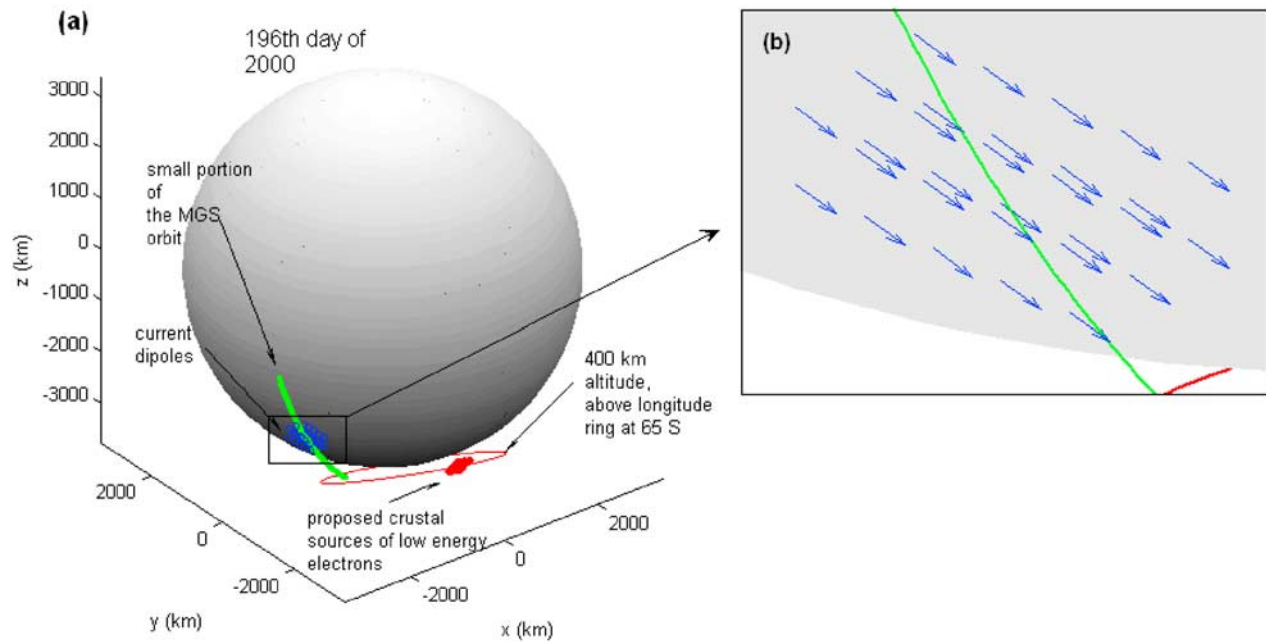 (a)
196th day of
2000
3000
2000
1000
0
-1000
-2000
-3000
z (km)
small portion
of
the MGS
orbit
current
dipoles
400 km
altitude,
above longitude
ring at 65 S
proposed crustal
sources of low energy
electrons
2000
0
-2000
y (km)
-2000
0
2000
x (km)
(b)